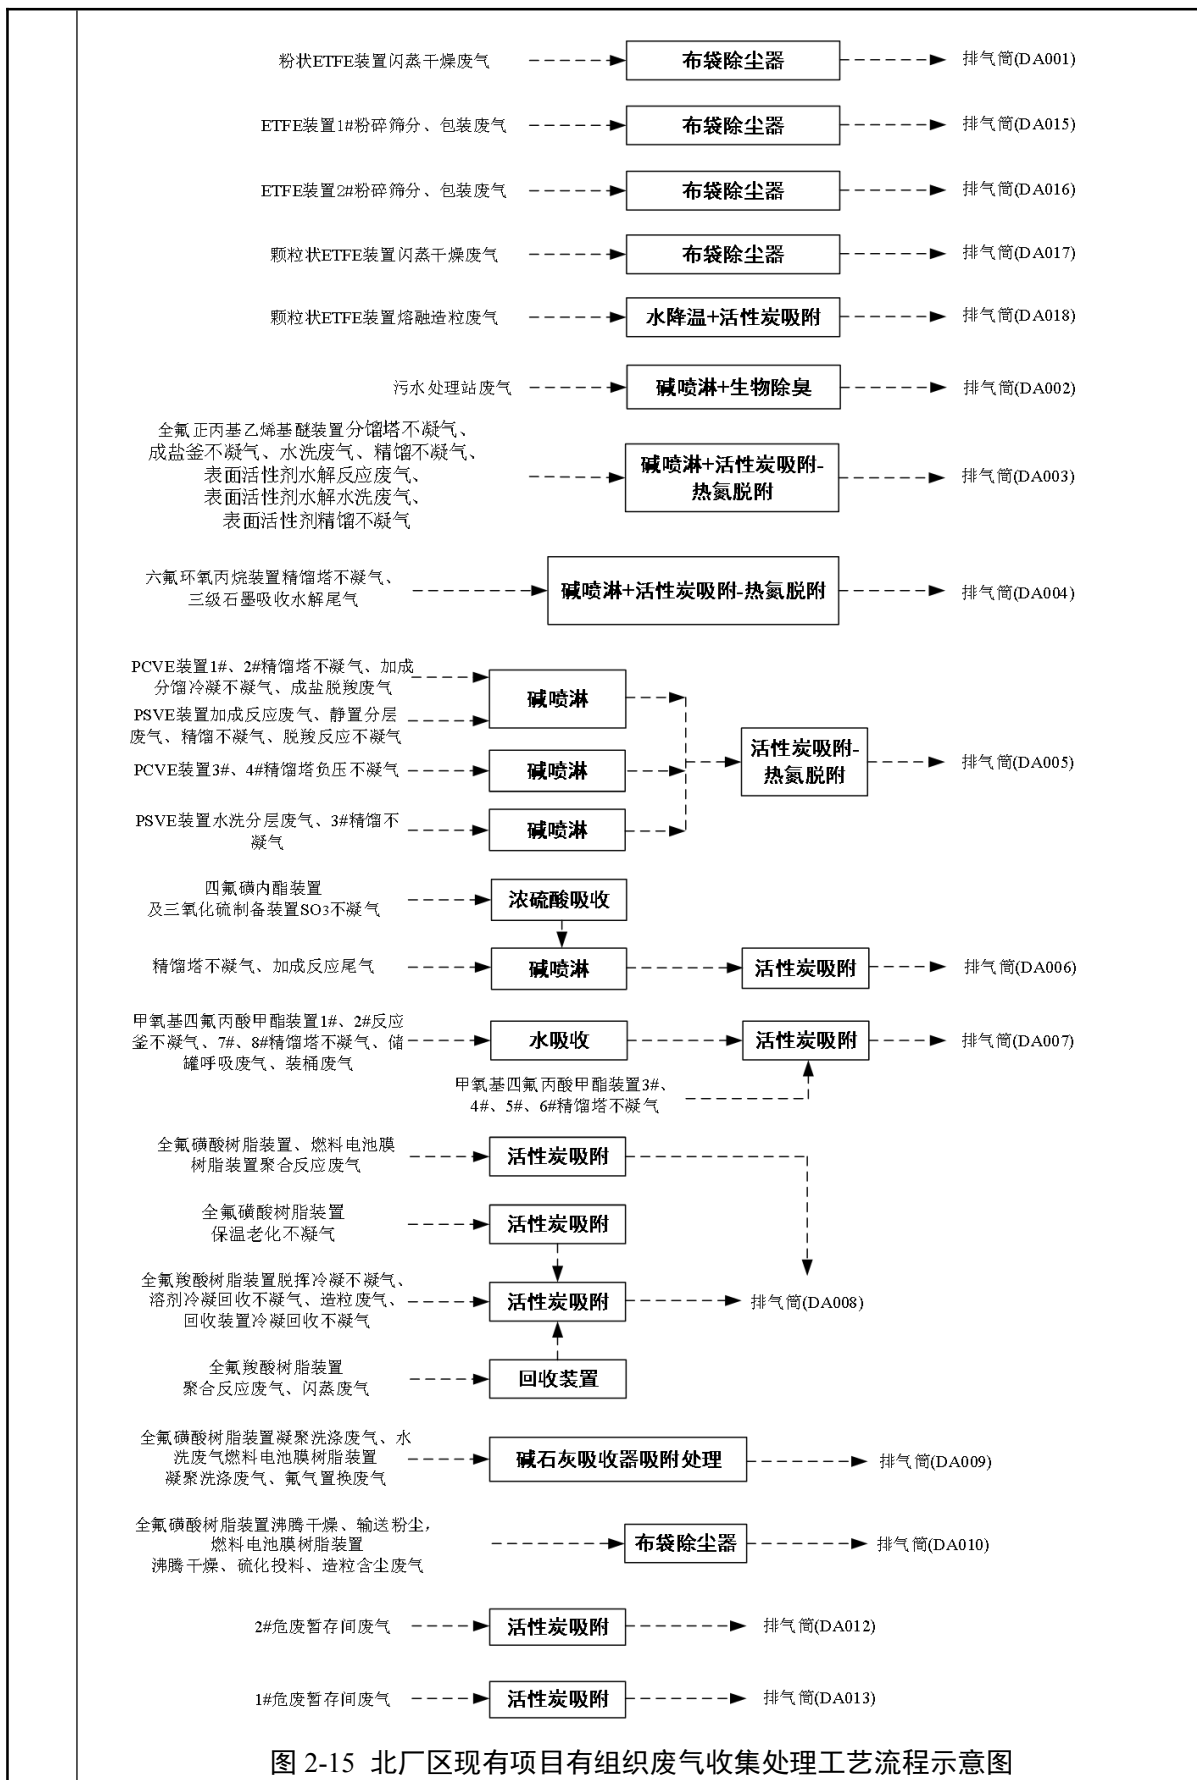 粉状ETFE装置闪蒸干燥废气
布袋除尘器
排气筒(DA001)
ETFE装置1#粉碎筛分、包装废气
布袋除尘器
排气筒(DA015)
ETFE装置2#粉碎筛分、包装废气
布袋除尘器
排气筒(DA016)
颗粒状ETFE装置闪蒸干燥废气
布袋除尘器
排气筒(DA017)
颗粒状ETFE装置熔融造粒废气
水降温+活性炭吸附
排气筒(DA018)
污水处理站废气
碱喷淋+生物除臭
排气筒(DA002)
全氟正丙基乙烯基醚装置分馏塔不凝气、
成盐釜不凝气、水洗废气、精馏不凝气、
表面活性剂水解反应废气、
表面活性剂水解水洗废气、
表面活性剂精馏不凝气
碱喷淋+活性炭吸附-
热氮脱附
排气筒(DA003)
六氟环氧丙烷装置精馏塔不凝气、
三级石墨吸收水解尾气
碱喷淋+活性炭吸附-热氮脱附
排气筒(DA004)
PCVE装置1#、2#精馏塔不凝气、加成
分馏冷凝不凝气、成盐脱羧废气
PSVE装置加成反应废气、静置分层
废气、精馏不凝气、脱羧反应不凝气
碱喷淋
PCVE装置3#、4#精馏塔负压不凝气
碱喷淋
PSVE装置水洗分层废气、3#精馏不
凝气
碱喷淋
活性炭吸附-
热氮脱附
排气筒(DA005)
四氟磺内酯装置
及三氧化硫制备装置SO3不凝气
浓硫酸吸收
精馏塔不凝气、加成反应尾气
碱喷淋
活性炭吸附
排气筒(DA006)
甲氧基四氟丙酸甲酯装置1#、2#反应
釜不凝气、7#、8#精馏塔不凝气、储
罐呼吸废气、装桶废气
水吸收
活性炭吸附
排气筒(DA007)
甲氧基四氟丙酸甲酯装置3#、
4#、5#、6#精馏塔不凝气
全氟磺酸树脂装置、燃料电池膜
树脂装置聚合反应废气
活性炭吸附
全氟磺酸树脂装置
保温老化不凝气
活性炭吸附
全氟羧酸树脂装置脱挥冷凝不凝气、
溶剂冷凝回收不凝气、造粒废气、
回收装置冷凝回收不凝气
活性炭吸附
排气筒(DA008)
全氟羧酸树脂装置
聚合反应废气、闪蒸废气
回收装置
全氟磺酸树脂装置凝聚洗涤废气、水
洗废气燃料电池膜树脂装置
凝聚洗涤废气、氟气置换废气
碱石灰吸收器吸附处理
排气筒(DA009)
全氟磺酸树脂装置沸腾干燥、输送粉尘，
燃料电池膜树脂装置
沸腾干燥、硫化投料、造粒含尘废气
布袋除尘器
排气筒(DA010)
2#危废暂存间废气
活性炭吸附
排气筒(DA012)
1#危废暂存间废气
活性炭吸附
排气筒(DA013)
图 2-15 北厂区现有项目有组织废气收集处理工艺流程示意图